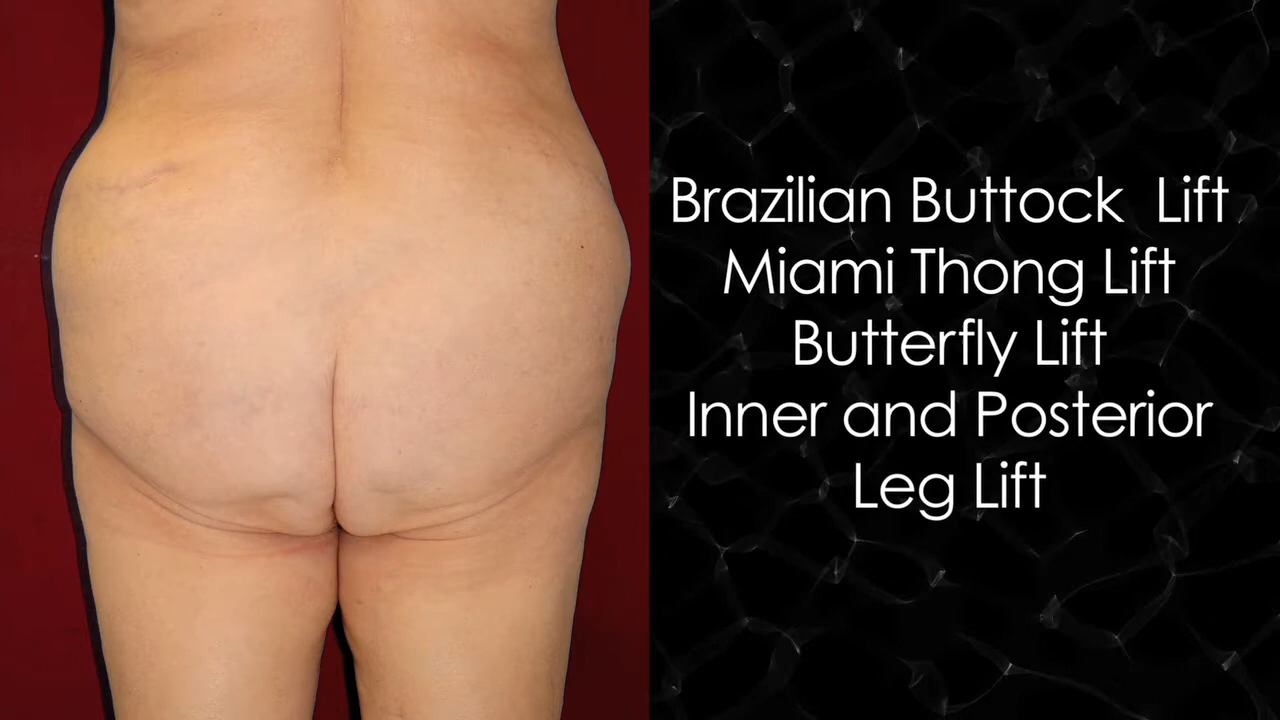 Brazilian Buttock Lift
Miami Thong Lift
Butterfly Lift
Inner and Posterior
Leg Lift